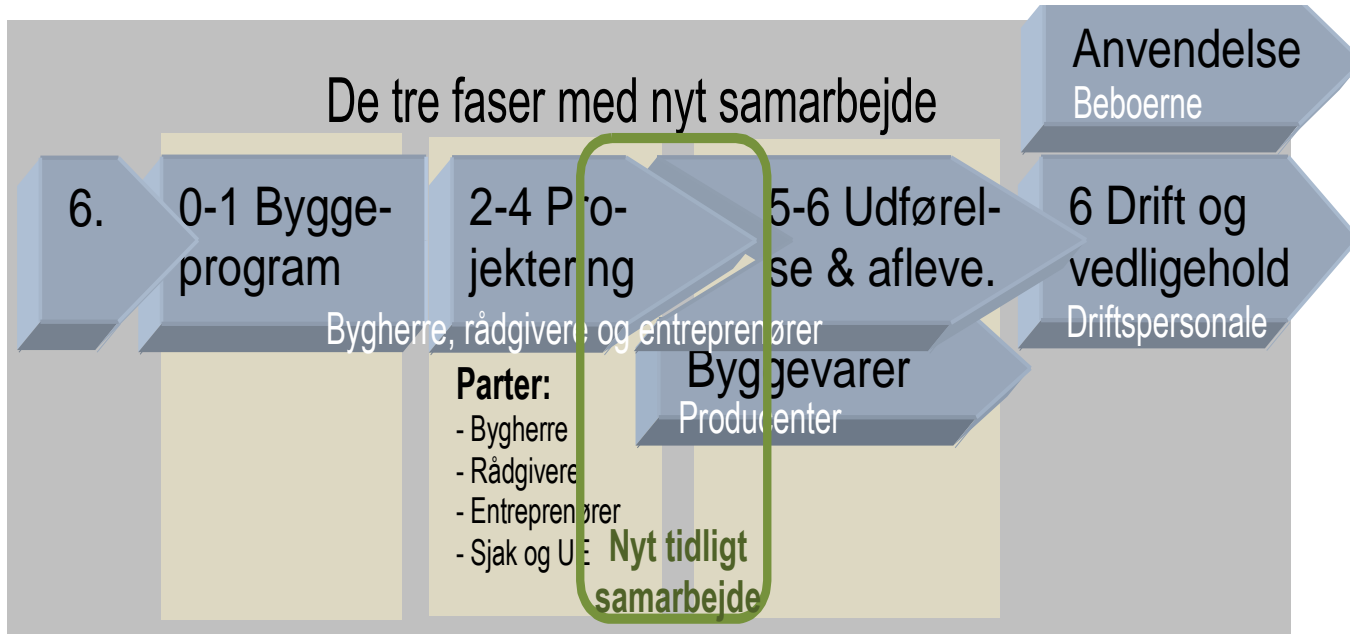 De tre faser med nyt samarbejde
Anvendelse
Beboerne
6.
0-1 Bygge-
program
2-4 Pro-
jektering
5-6 Udførel-
se & afleve.
6 Drift og
vedligehold
Driftspersonale
Bygherre, rådgivere og entreprenører
Byggevarer
Producenter
Parter:
- Bygherre
- Rådgivere
- Entreprenører
- Sjak og UE
Nyt tidligt
samarbejde